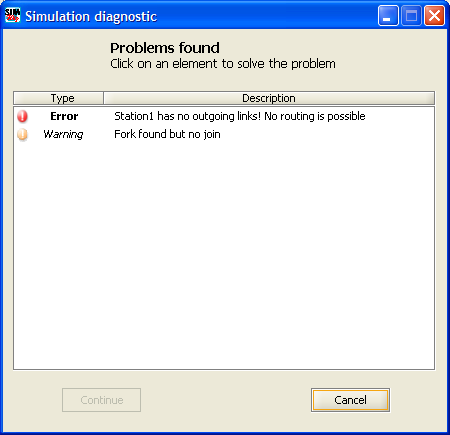 Simulation diagnostic
Problems found
Click on an element to solve the problem
Type Description
Error Station1 has no outgoing links! No routing is possible
Warning Fork found but no join
Continue Cancel